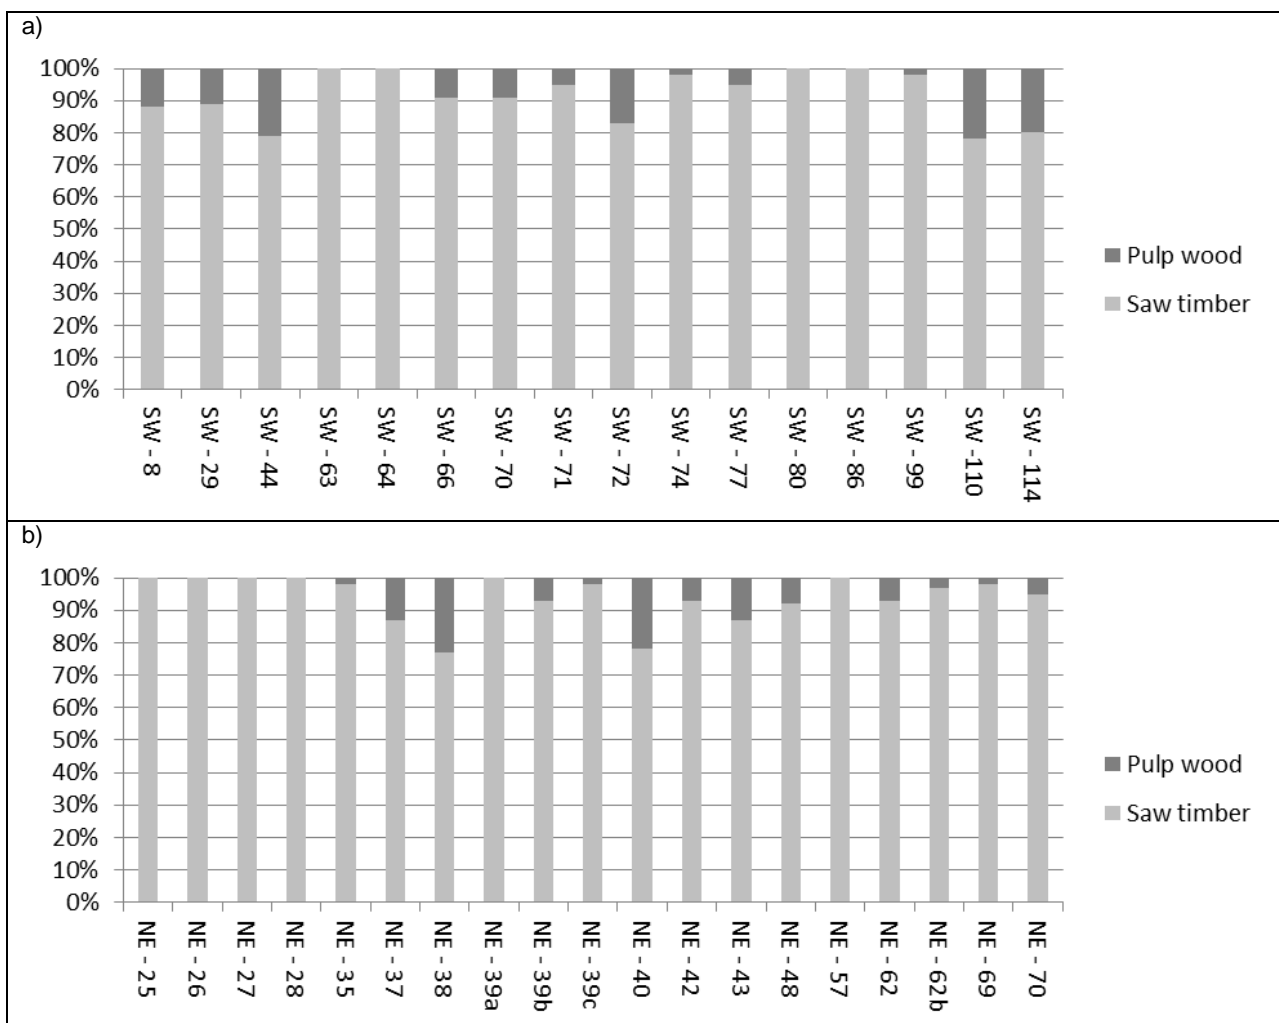 a)
100%
90%
80%
70%
60%
50%
40%
30%
20%
10%
0%
SW - 8
SW - 29
SW - 44
SW - 63
SW - 64
SW - 66
SW - 70
SW - 71
SW - 72
SW - 74
SW - 77
SW - 80
SW - 86
SW - 99
SW -110
SW - 114
Pulp wood
Saw timber
b)
100%
90%
80%
70%
60%
50%
40%
30%
20%
10%
0%
NE - 25
NE - 26
NE - 27
NE - 28
NE - 35
NE - 37
NE - 38
NE - 39a
NE - 39b
NE - 39c
NE - 40
NE - 42
NE - 43
NE - 48
NE - 57
NE - 62
NE - 62b
NE - 69
NE - 70
Pulp wood
Saw timber